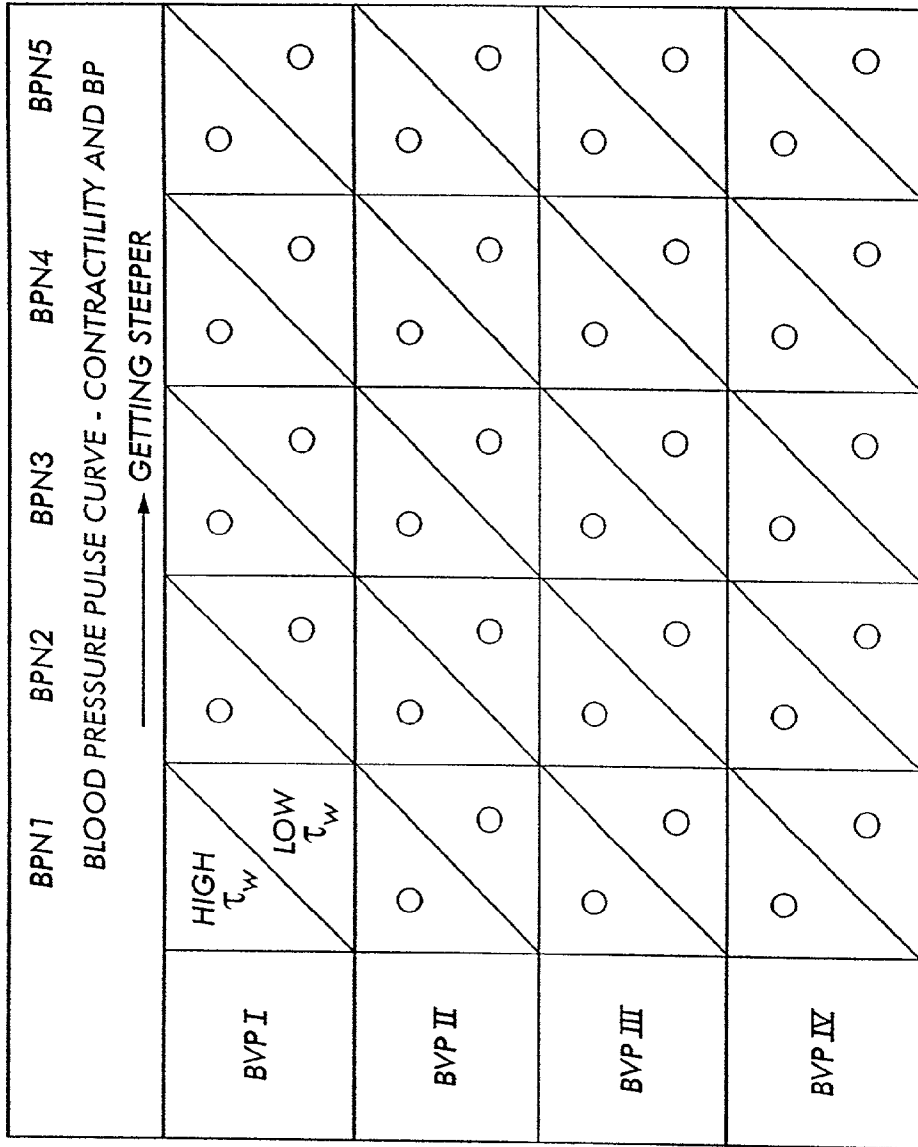 BPN1 BPN2 BPN3 BPN4 BPN5
BLOOD PRESSURE PULSE CURVE - CONTRACTILITY AND BP
GETTING STEEPER
BVP I
HIGH τw
LOW τw
BVP II
BVP III
BVP IV